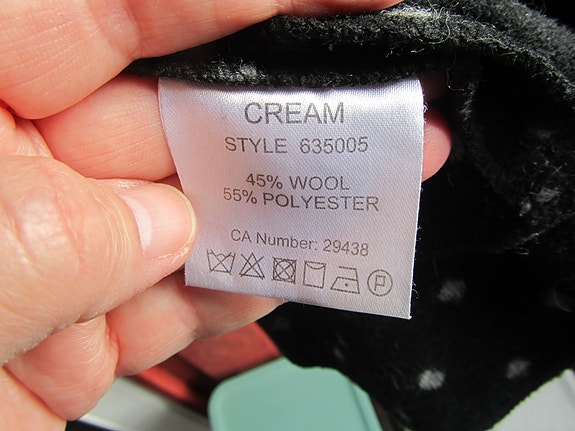 CREAM
STYLE 635005
45% WOOL
55% POLYESTER
CA Number: 29438
P